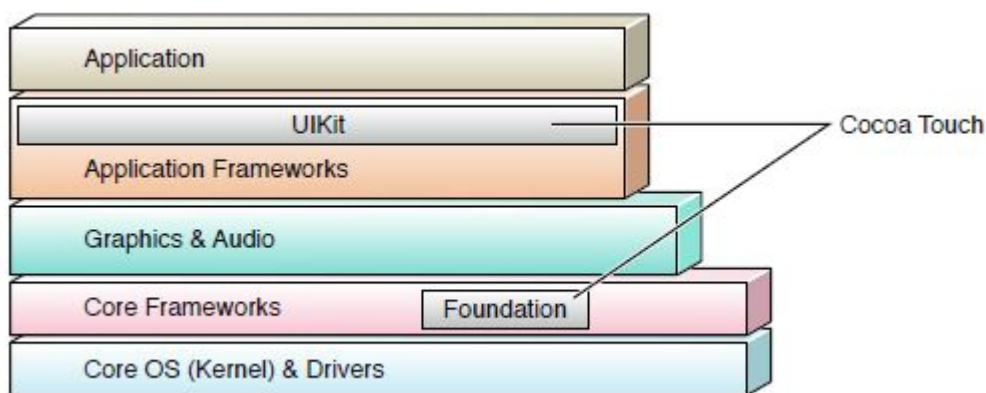 Application
UIKit
Cocoa Touch
Application Frameworks
Graphics & Audio
Core Frameworks
Foundation
Core OS (Kernel) & Drivers